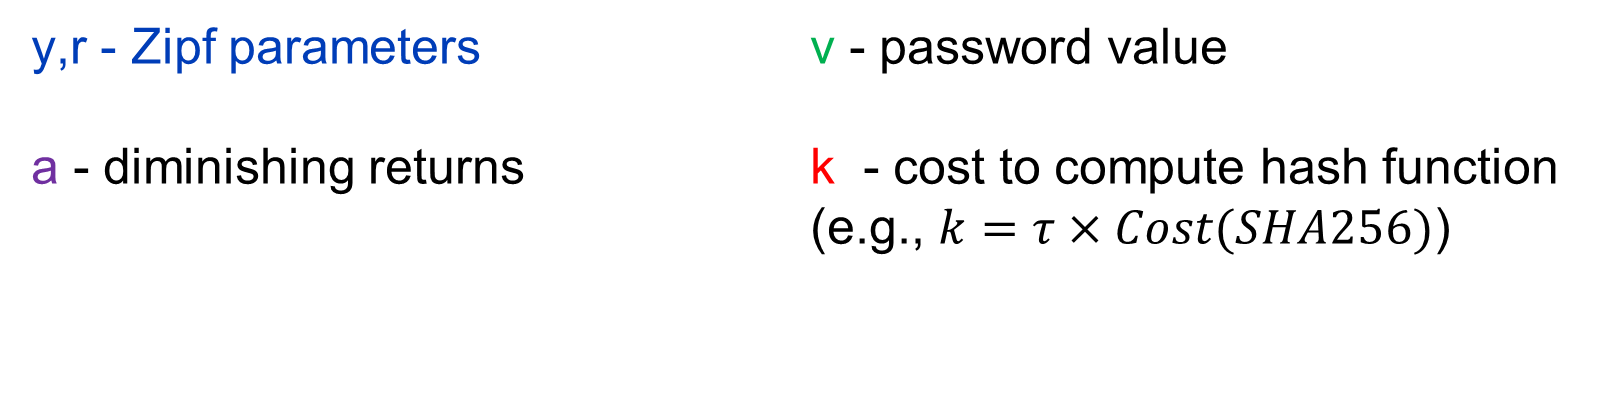 y,r - Zipf parameters
v - password value
a - diminishing returns
k - cost to compute hash function
(e.g., k = τ × Cost(SHA256))